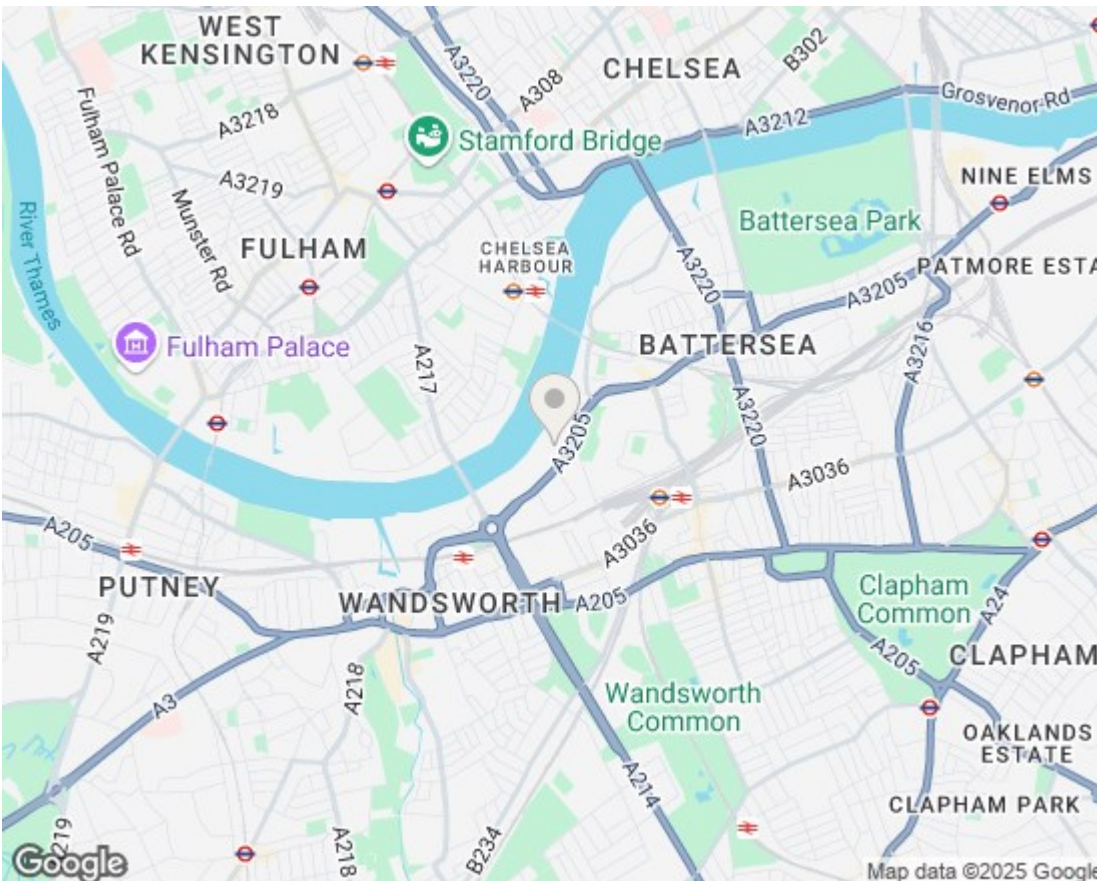 WEST
KENSINGTON
A3220
A308
CHELSEA
B302
Grosvenor Rd
A3212
A3218
Fulham Palace Rd
Stamford Bridge
A3219
Munster Rd
NINE ELMS
River Thames
FULHAM
CHELSEA
HARBOUR
Battersea Park
A3220
PATMORE ESTA
A3205
Fulham Palace
A217
BATTERSEA
A3216
A3220
A3205
A3036
A205
A3036
PUTNEY
WANDSWORTH
A205
Clapham
Common
A24
A219
A205
CLAPHAM
A218
A3
Wandsworth
Common
OAKLANDS
ESTATE
A214
CLAPHAM PARK
A219
A218
B234
Google
Map data ©2025 Google